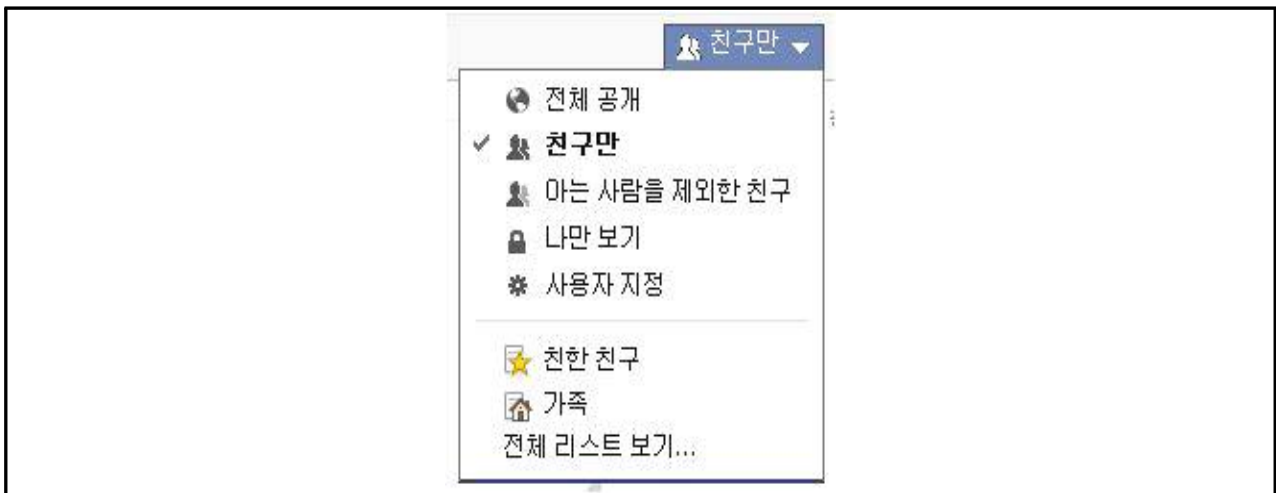 친구만
전체 공개
친구만
아는 사람을 제외한 친구
나만 보기
사용자 지정
친한 친구
가족
전체 리스트 보기...